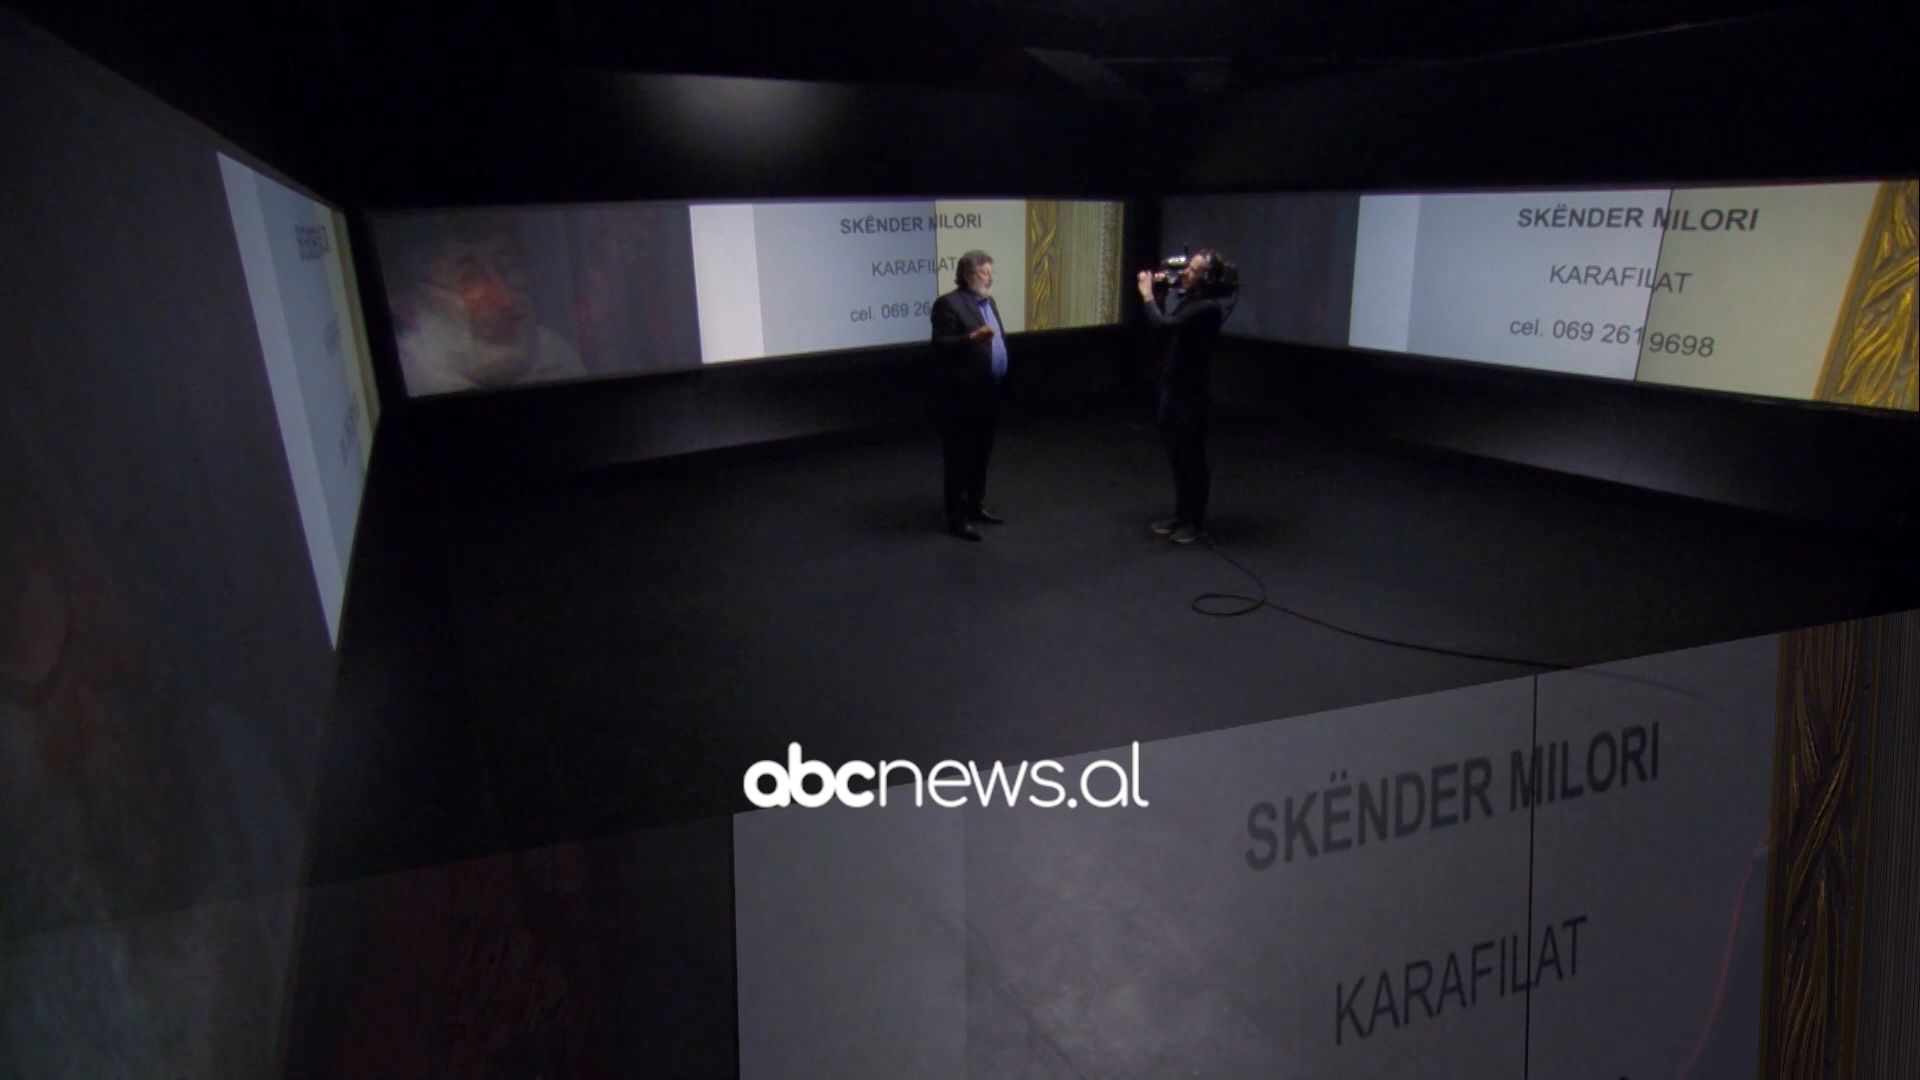 SKËNDER MILORI
KARAFILAT
cel. 069 26
SKËNDER MILORI
KARAFILAT
cel. 069 261 9698
abcnews.al
SKËNDER MILORI
KARAFILAT